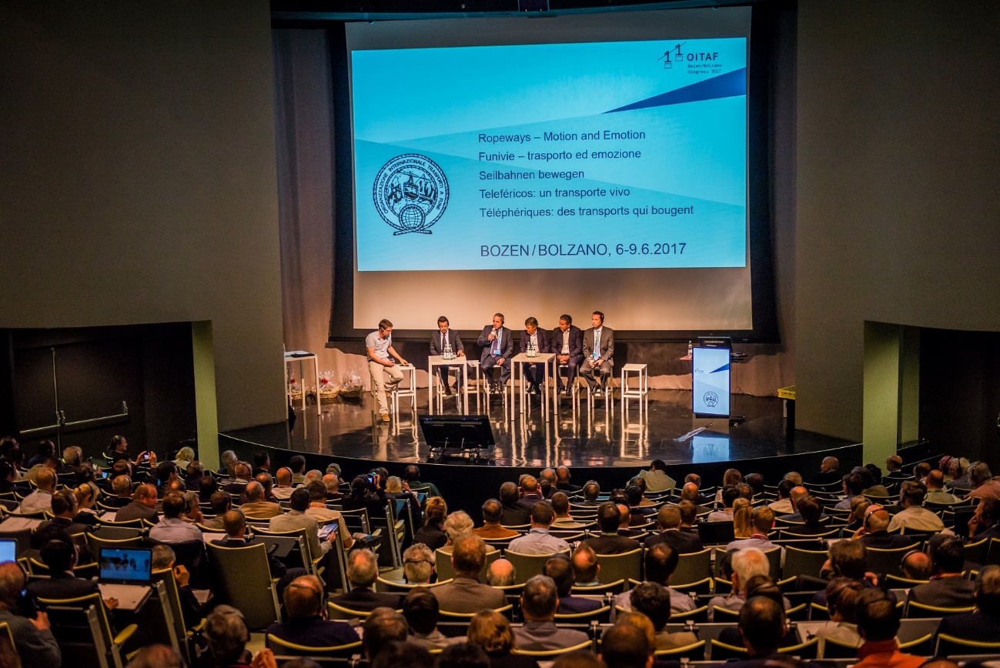 11 OITAF
Bozen/Bolzano
Congress 2017
Ropeways – Motion and Emotion
Funivie – trasporto ed emozione
Seilbahnen bewegen
Teleféricos: un transporte vivo
Téléphériques: des transports qui bougent
ORGANIZZAZIONE INTERNAZIONALE TRASPORTI A FUNE
BOZEN/BOLZANO, 6-9.6.2017